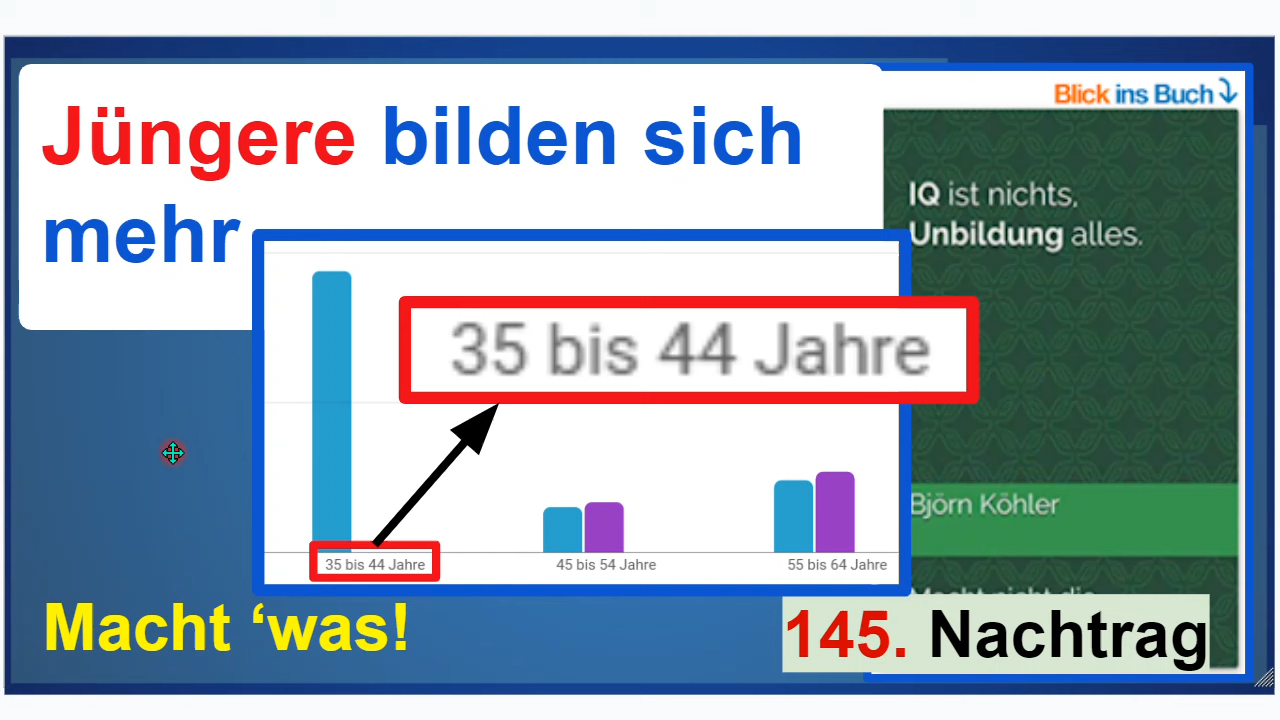 Jüngere bilden sich
mehr
Blick ins Buch
IQ ist nichts,
Unbildung alles.
35 bis 44 Jahre
Björn Köhler
35 bis 44 Jahre
45 bis 54 Jahre
55 bis 64 Jahre
Macht ‘was!
145. Nachtrag